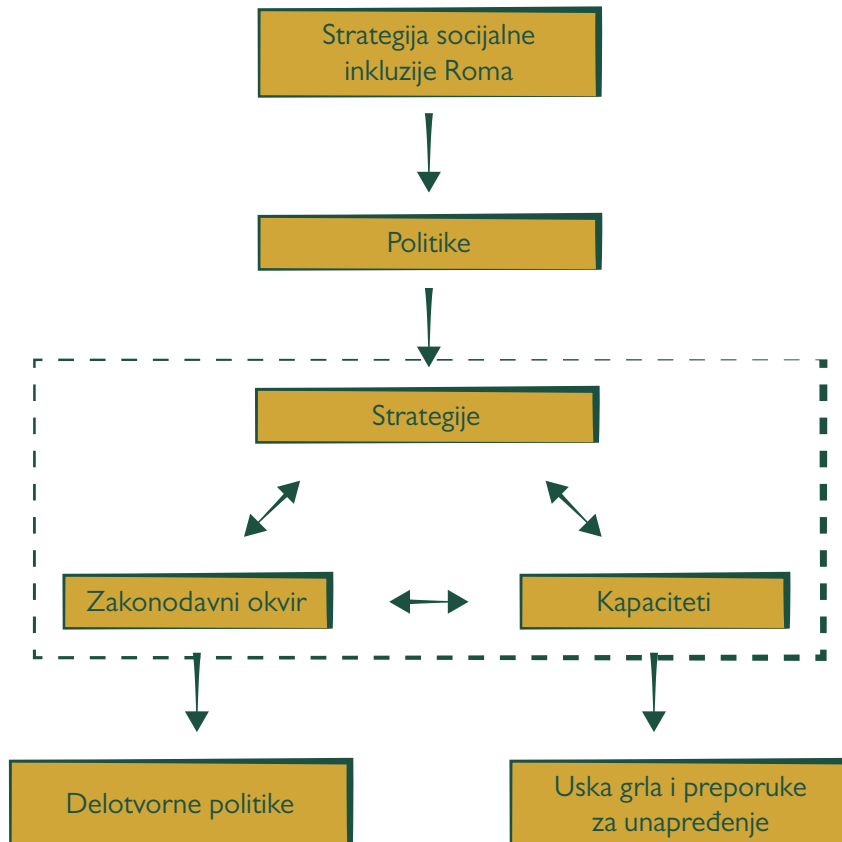 Strategija socijalne
inkluzije Roma
Politike
Strategije
Zakonodavni okvir
Kapaciteti
Delotvorne politike
Uska grla i preporuke
za unapređenje